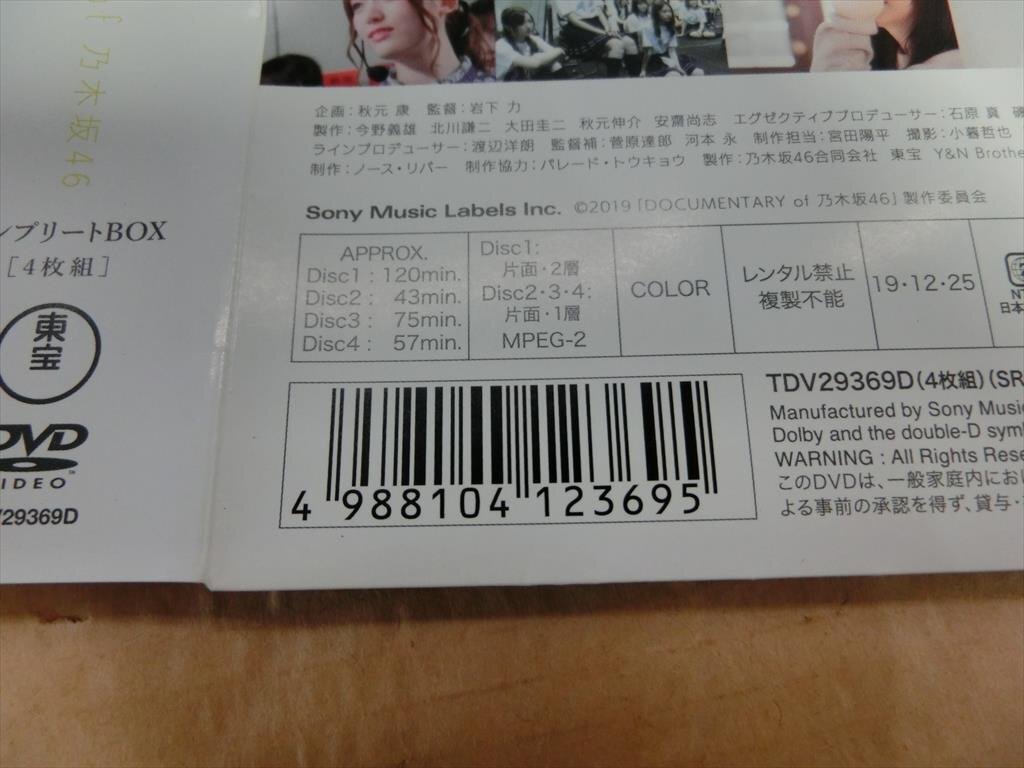 of 乃木坂46
ンプリートBOX
[4枚組]
東宝
DVD
VIDEO
V29369D
企画：秋元 康 監督：岩下 力
製作：今野義雄 北川謙二 大田圭二 秋元伸介 安齋尚志 エグゼクティブプロデューサー：石原 真
ラインプロデューサー：渡辺洋朗 監督補：菅原達郎 河本 永 制作担当：宮田陽平 撮影：小暮哲也
制作：ノース・リバー 制作協力：パレード・トウキョウ 製作：乃木坂46合同会社 東宝 Y&N Brothe
Sony Music Labels Inc. ©2019「DOCUMENTARY of 乃木坂46」製作委員会
APPROX.
Disc1 : 120min.
Disc2 : 43min.
Disc3 : 75min.
Disc4 : 57min.
Disc1:
片面・2層
Disc2・3・4:
片面・1層
MPEG-2
COLOR
レンタル禁止
複製不能
19・12・25
NT
日本
4 988104 123695
TDV29369D(4枚組)(SR
Manufactured by Sony Music
Dolby and the double-D sym
WARNING : All Rights Rese
このDVDは、一般家庭内にお
よる事前の承認を得ず、貸与・